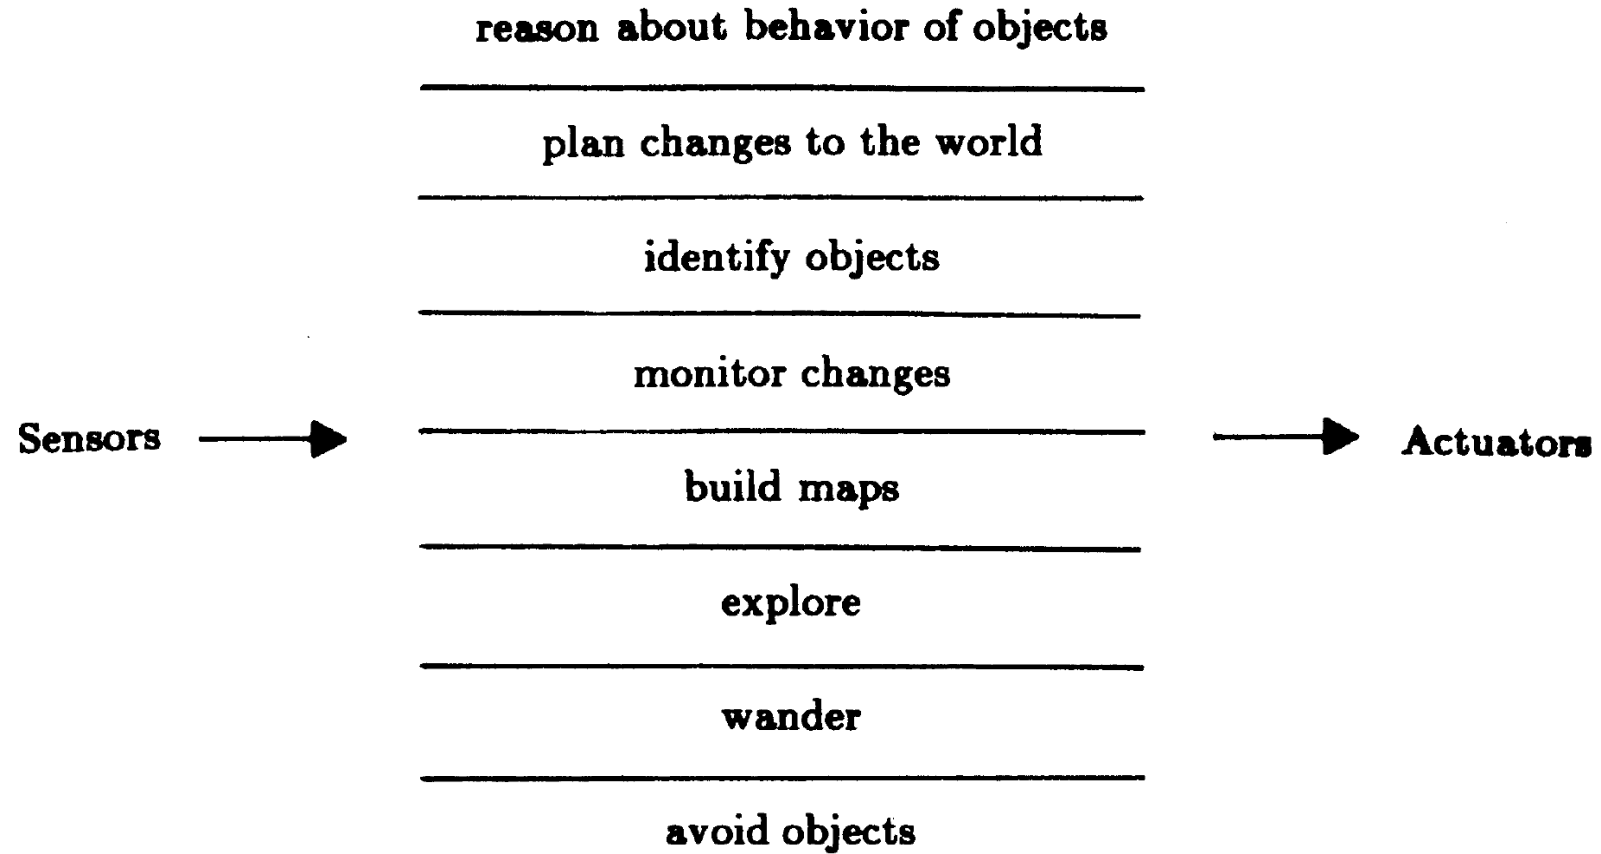 reason about behavior of objects
plan changes to the world
identify objects
monitor changes
Sensors
Actuators
build maps
explore
wander
avoid objects